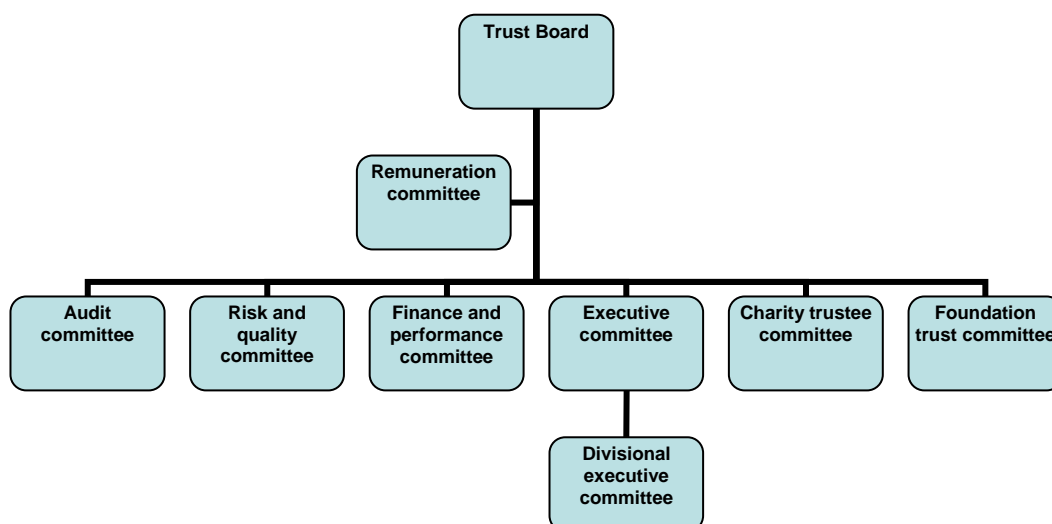 Trust Board
Remuneration
committee
Audit
committee
Risk and
quality
committee
Finance and
performance
committee
Executive
committee
Charity trustee
committee
Foundation
trust committee
Divisional
executive
committee